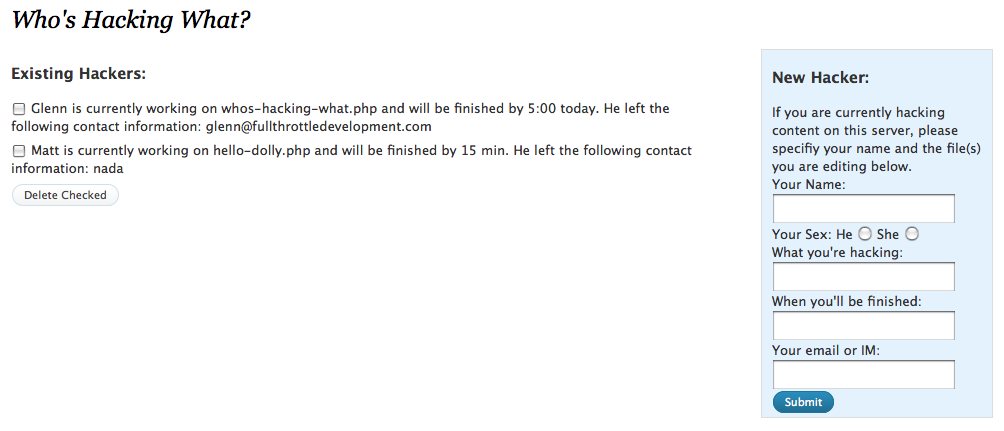 Who's Hacking What?
Existing Hackers:
Glenn is currently working on whos-hacking-what.php and will be finished by 5:00 today. He left the
following contact information: glenn@fullthrottledevelopment.com
Matt is currently working on hello-dolly.php and will be finished by 15 min. He left the following contact
information: nada
Delete Checked
New Hacker:
If you are currently hacking
content on this server, please
specifiy your name and the file(s)
you are editing below.
Your Name:
Your Sex: He She
What you're hacking:
When you'll be finished:
Your email or IM:
Submit